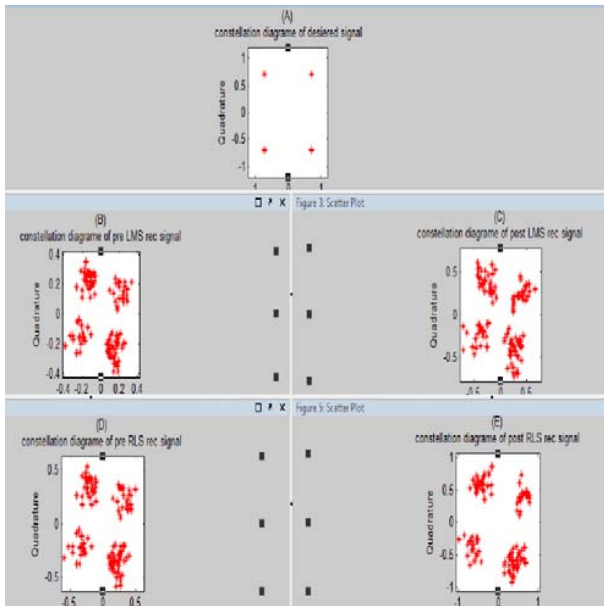 (A)
constellation diagrame of desiered signal
1
0.5
0
-0.5
-1
Quadrature
-1 0 1
(B)
constellation diagrame of pre LMS rec signal
0.4
0.2
0
-0.2
-0.4
Quadrature
-0.4 -0.2 0 0.2 0.4
Figure 3: Scatter Plot
(C)
constellation diagrame of post LMS rec signal
0.5
0
-0.5
Quadrature
-0.5 0 0.5
(D)
constellation diagrame of pre RLS rec signal
0.5
0
-0.5
Quadrature
-0.5 0 0.5
Figure 5: Scatter Plot
(E)
constellation diagrame of post RLS rec signal
1
0.5
0
-0.5
-1
Quadrature
-1 0 1